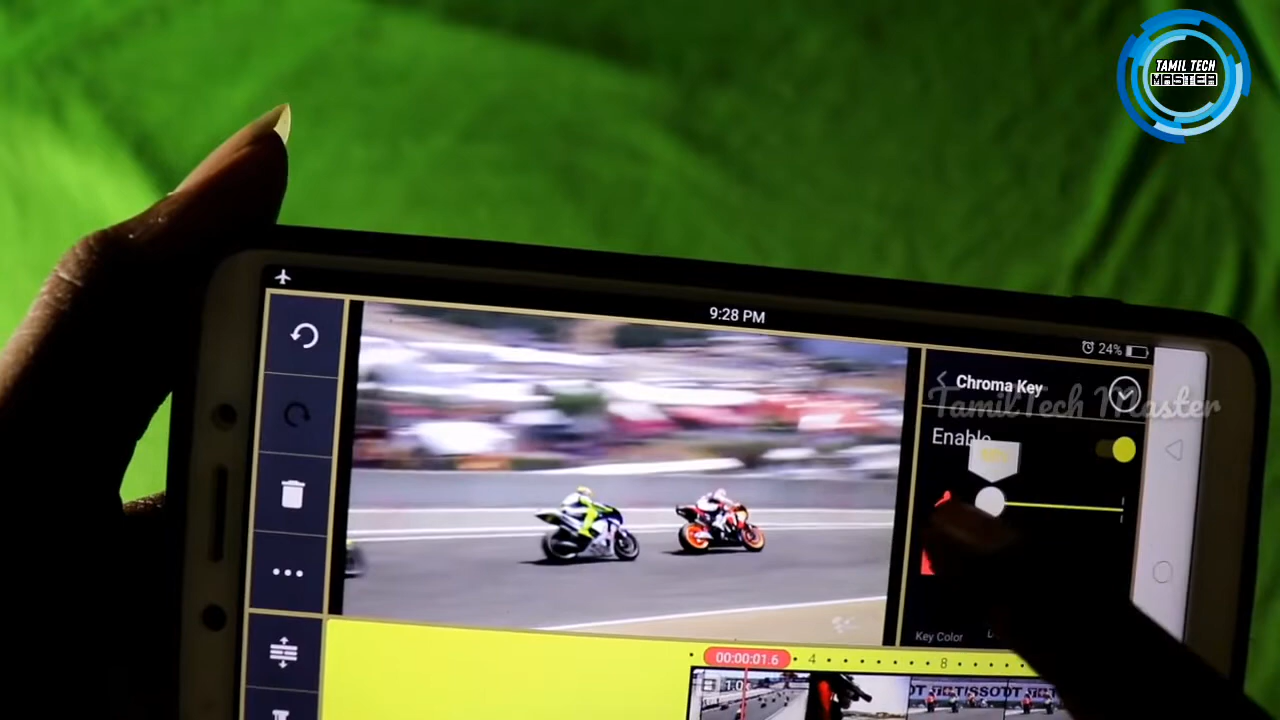 TAMIL TECH
MASTER
9:28 PM
24%
Chroma Key
TamilTech Master
Enable
Key Color
00:00:01.6
4
8
TISSOT